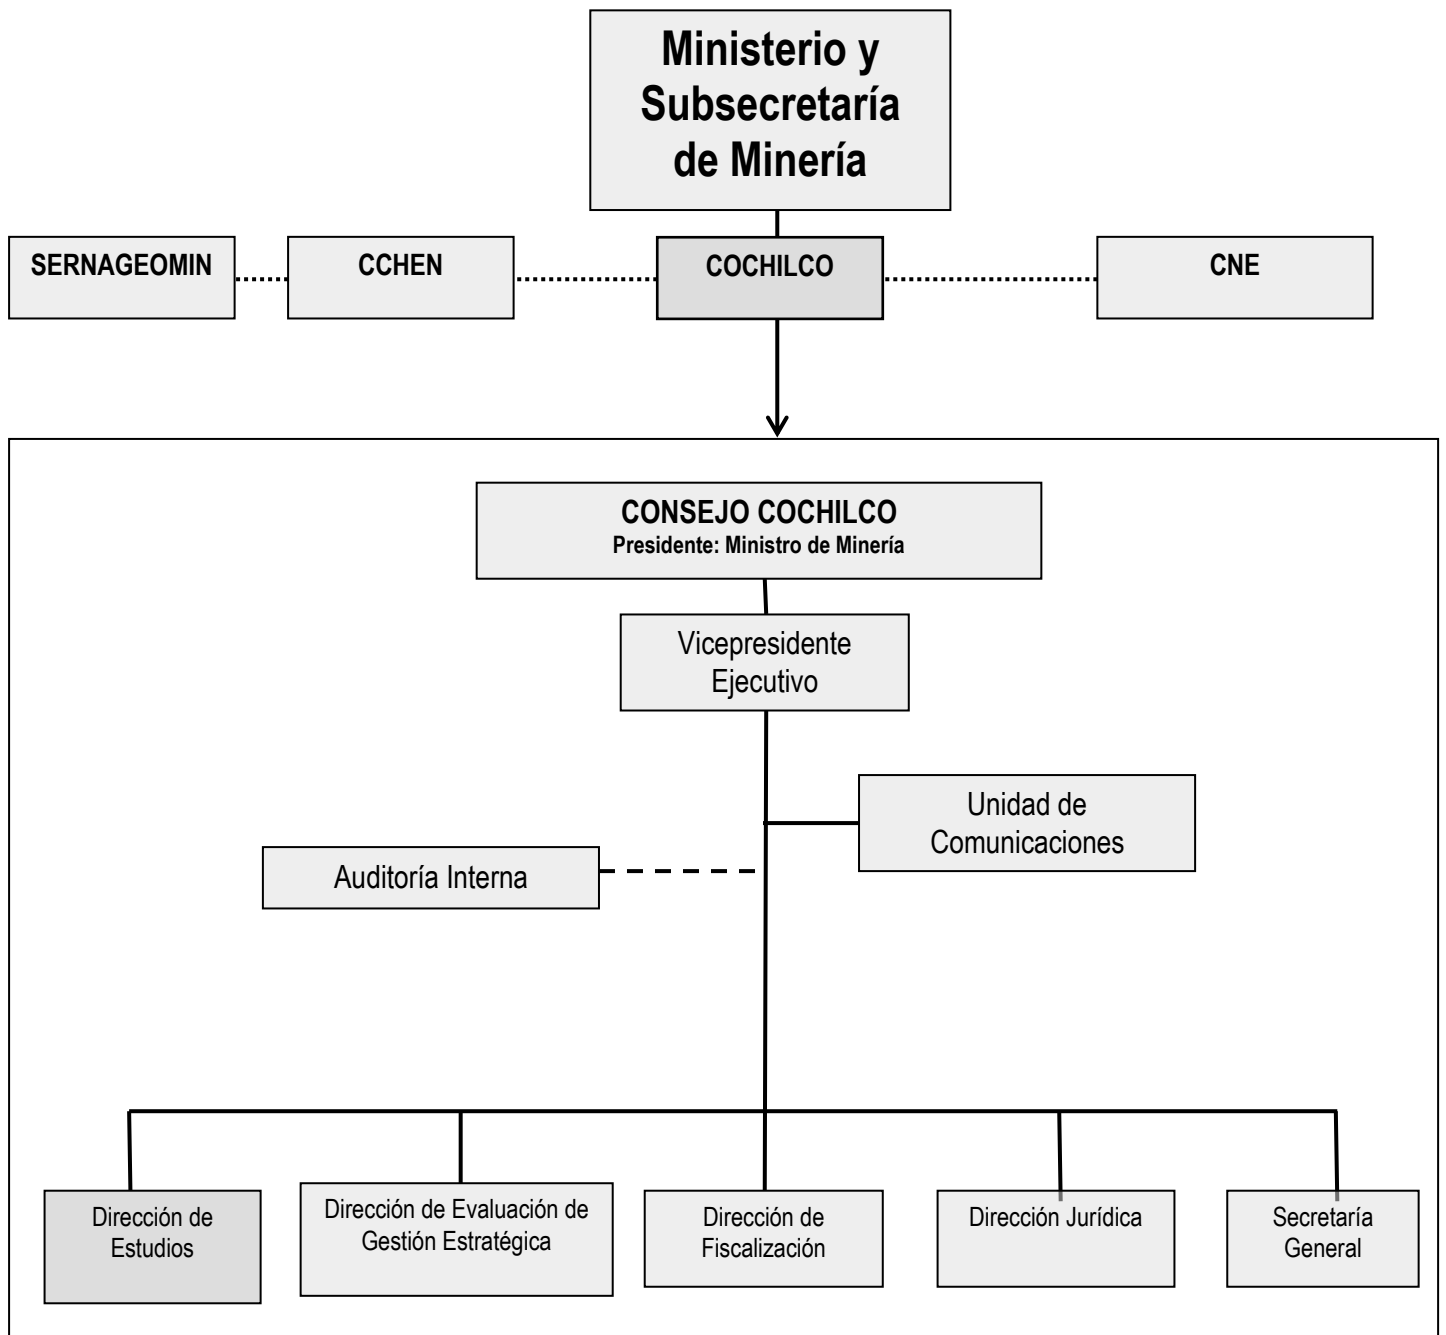 Ministerio y
Subsecretaría
de Minería
SERNAGEOMIN
CCHEN
COCHILCO
CNE
CONSEJO COCHILCO
Presidente: Ministro de Minería
Vicepresidente
Ejecutivo
Unidad de
Comunicaciones
Auditoría Interna
Dirección de
Estudios
Dirección de Evaluación de
Gestión Estratégica
Dirección de
Fiscalización
Dirección Jurídica
Secretaría
General